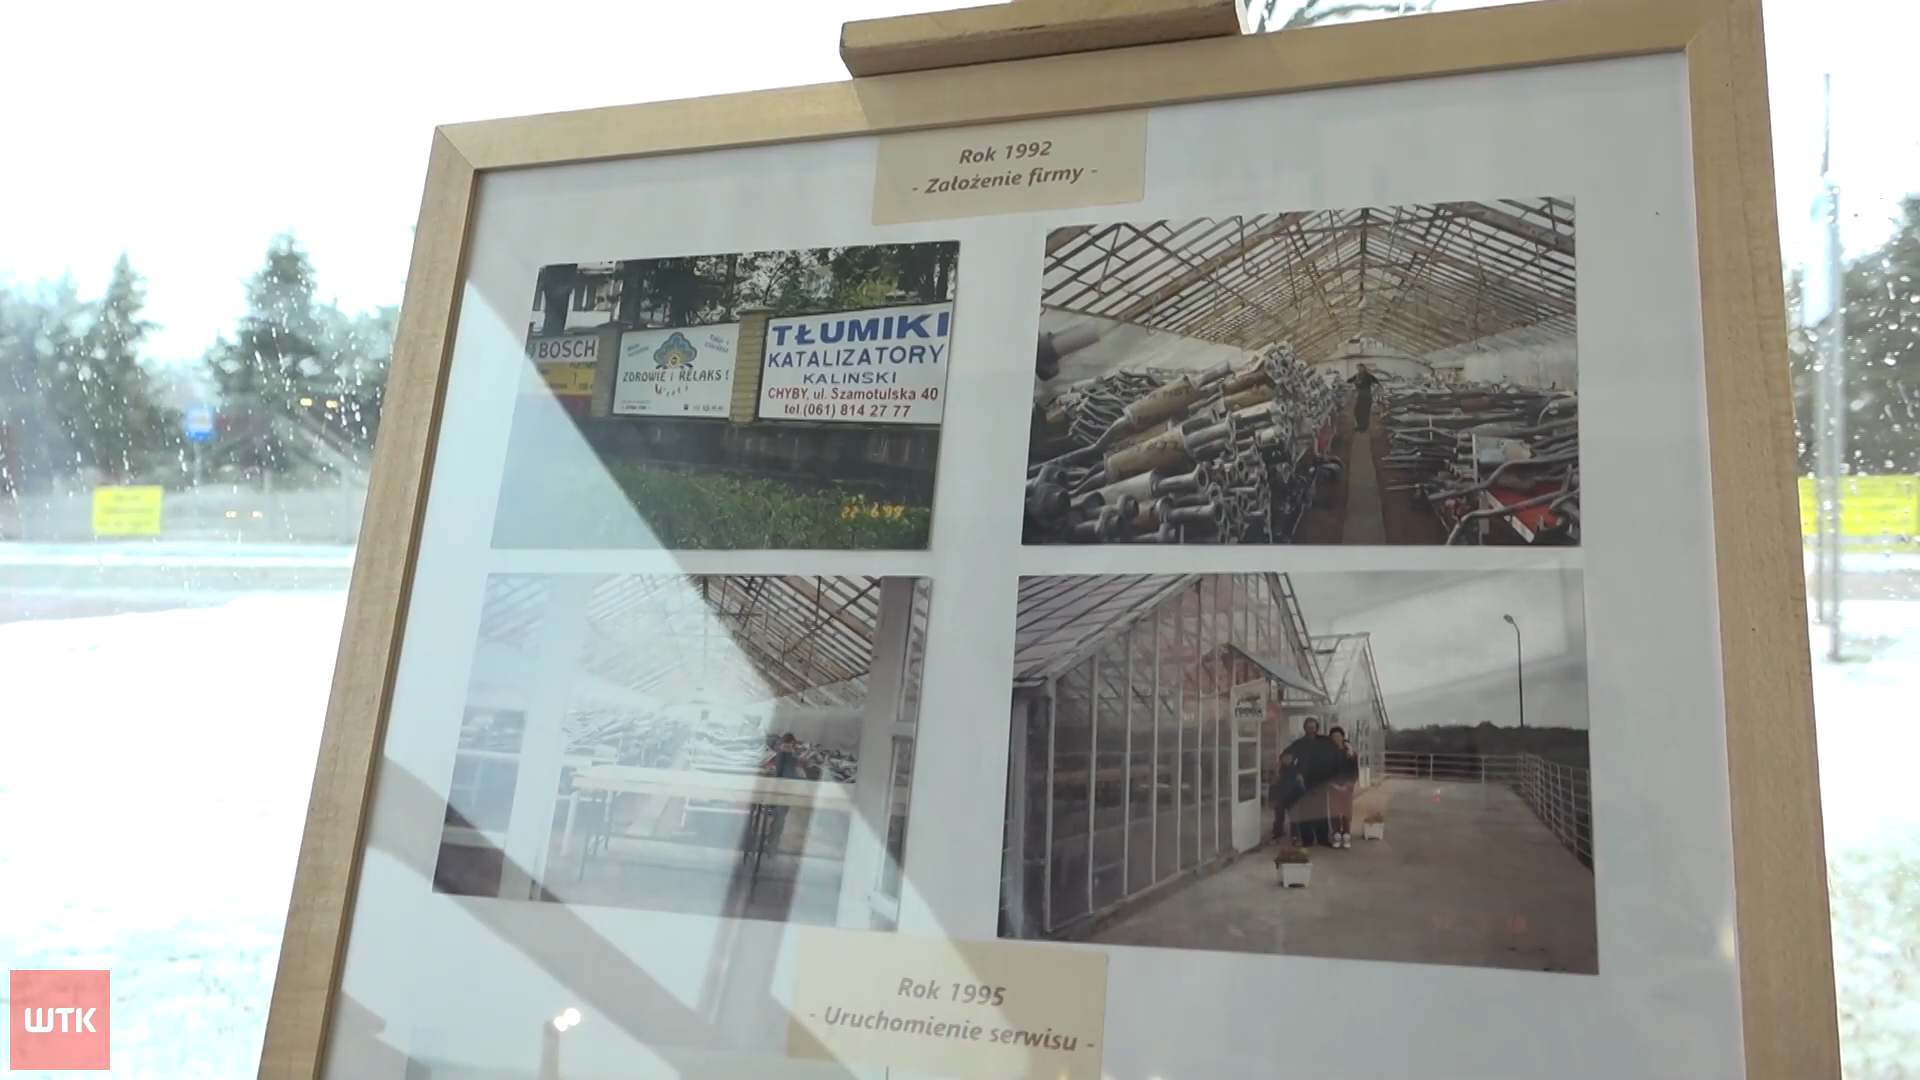 Rok 1992
- Założenie firmy -
BOSCH
ZDROWIE i RELAKS !
TŁUMIKI
KATALIZATORY
KALINSKI
CHYBY, ul. Szamotulska 40
tel.(061) 814 27 77
22 6.99
Rok 1995
- Uruchomienie serwisu -
WTK